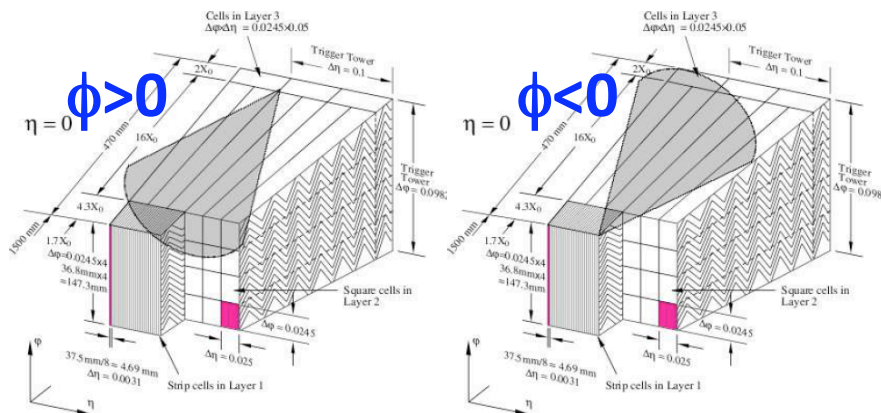 Cells in Layer 3
Δφ×Δη = 0.0245×0.05
Trigger Tower
Δη = 0.1
2X₀
ϕ>0
η = 0
470 mm
16X₀
Trigger
Tower
Δφ = 0.098
4.3X₀
1500 mm
1.7X₀
Δφ=0.0245x4
36.8mmx4
=147.3mm
Square cells in
Layer 2
Δφ = 0.0245
37.5mm/8 = 4.69 mm
Δη = 0.0031
Δη = 0.025
Strip cells in Layer 1
φ
η
Cells in Layer 3
Δφ×Δη = 0.0245×0.05
Trigger Tower
Δη = 0.1
2X₀
ϕ<0
η = 0
470 mm
16X₀
Trigger
Tower
Δφ = 0.0982
4.3X₀
1500 mm
1.7X₀
Δφ=0.0245x4
36.8mmx4
=147.3mm
Square cells in
Layer 2
Δφ = 0.0245
37.5mm/8 = 4.69 mm
Δη = 0.0031
Δη = 0.025
Strip cells in Layer 1
φ
η